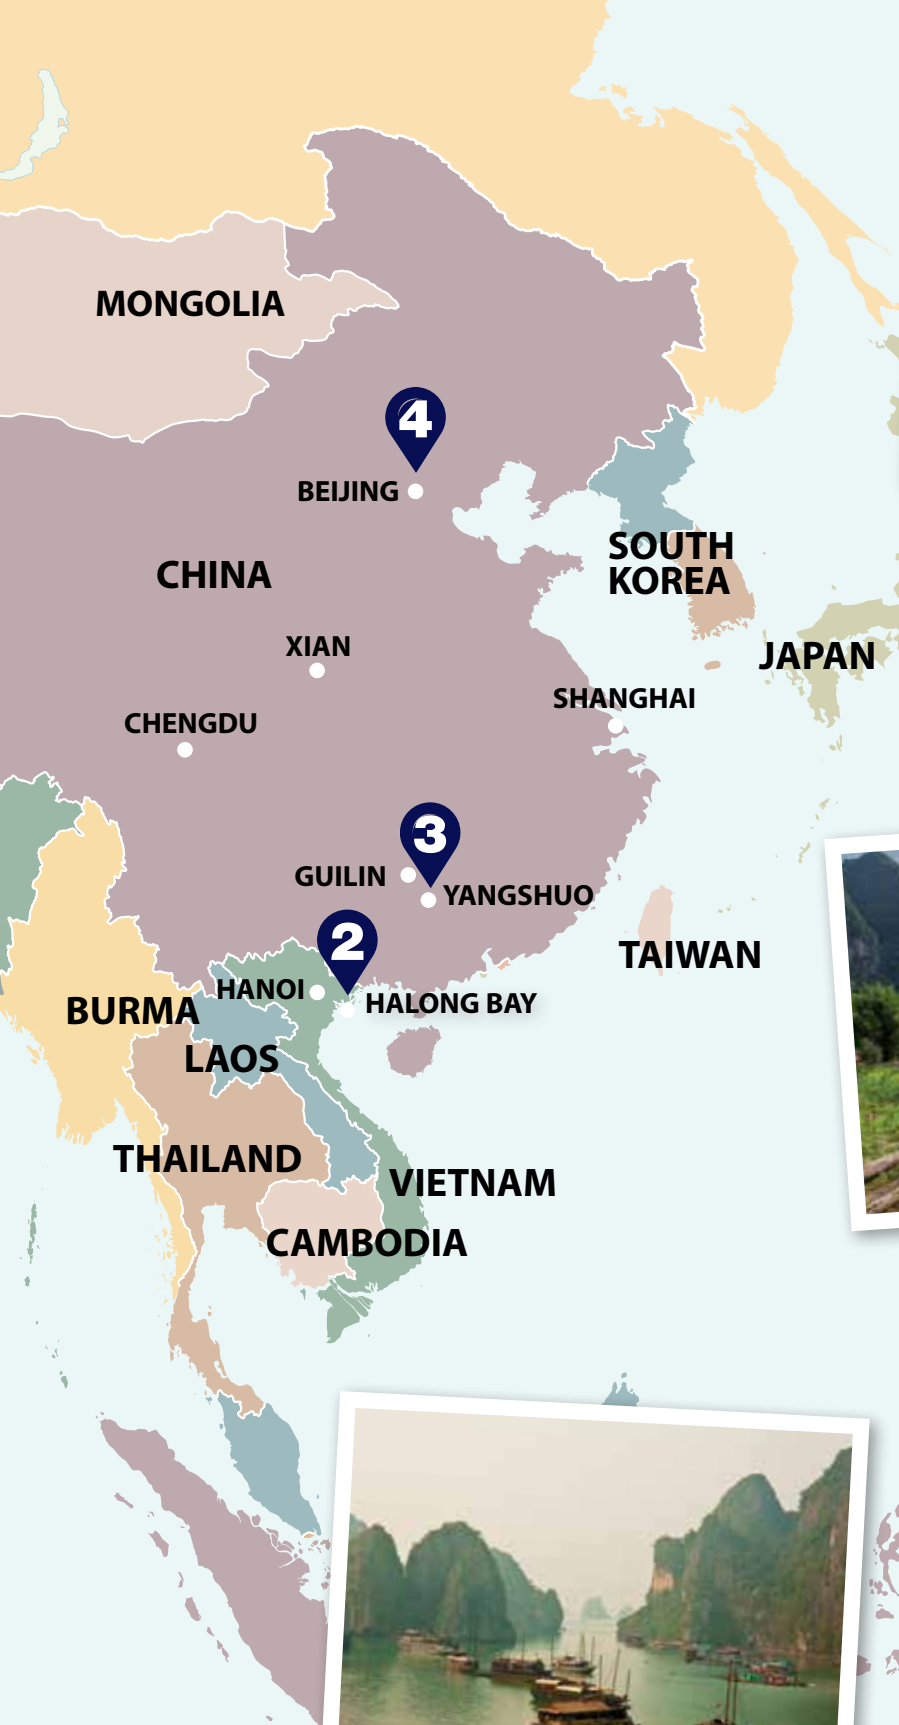 MONGOLIA
4
BEIJING
CHINA
SOUTH
KOREA
XIAN
JAPAN
SHANGHAI
CHENGDU
3
GUILIN
YANGSHUO
2
TAIWAN
HANOI
HALONG BAY
BURMA
LAOS
THAILAND
VIETNAM
CAMBODIA